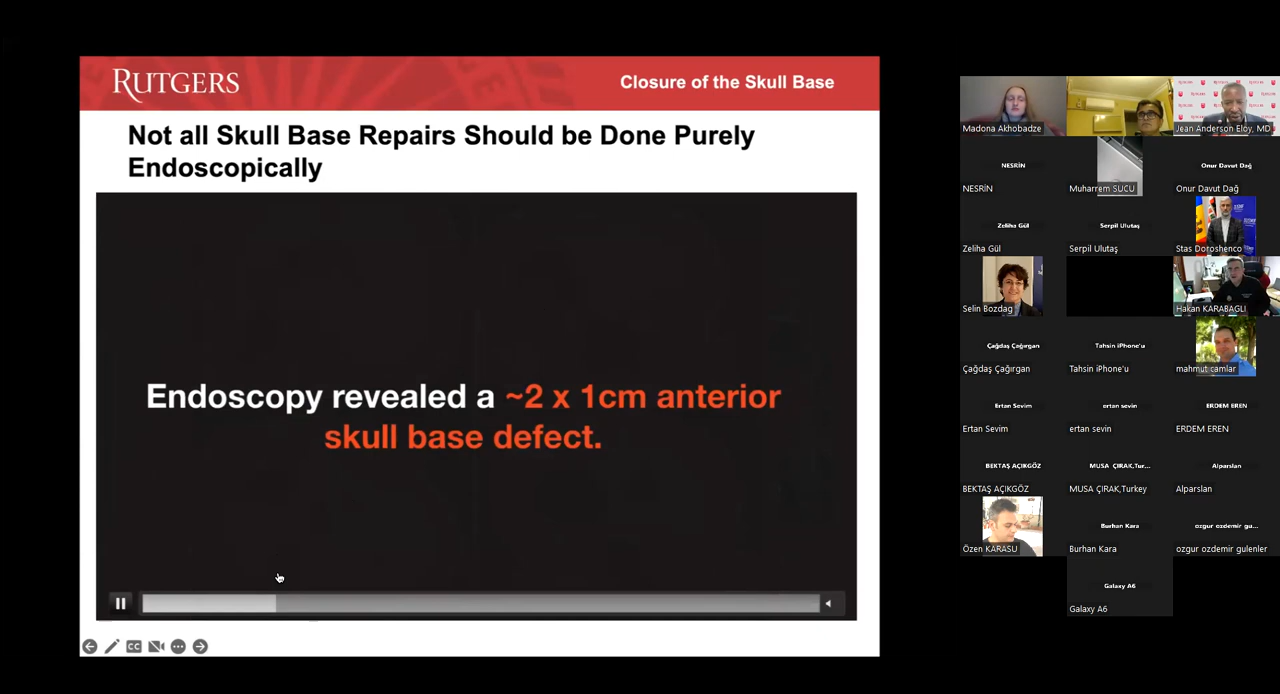 RUTGERS
Closure of the Skull Base
Not all Skull Base Repairs Should be Done Purely
Endoscopically
Endoscopy revealed a ~2 x 1cm anterior
skull base defect.
CC
Madona Akhobadze
Jean Anderson Eloy, MD
NESRİN
NESRİN
Muharrem SUCU
Onur Davut Dağ
Onur Davut Dağ
Zeliha Gül
Zeliha Gül
Serpil Ulutaş
Serpil Ulutaş
Stas Doroshenco
Selin Bozdag
Hakan KARABAGLI
Çağdaş Çağırgan
Çağdaş Çağırgan
Tahsin iPhone'u
Tahsin iPhone'u
mahmut camlar
Ertan Sevim
Ertan Sevim
ertan sevin
ertan sevin
ERDEM EREN
ERDEM EREN
BEKTAŞ AÇIKGÖZ
BEKTAŞ AÇIKGÖZ
MUSA ÇIRAK,Tur...
MUSA ÇIRAK,Turkey
Alparslan
Alparslan
Özen KARASU
Burhan Kara
Burhan Kara
ozgur ozdemir gu...
ozgur ozdemir gulenler
Galaxy A6
Galaxy A6